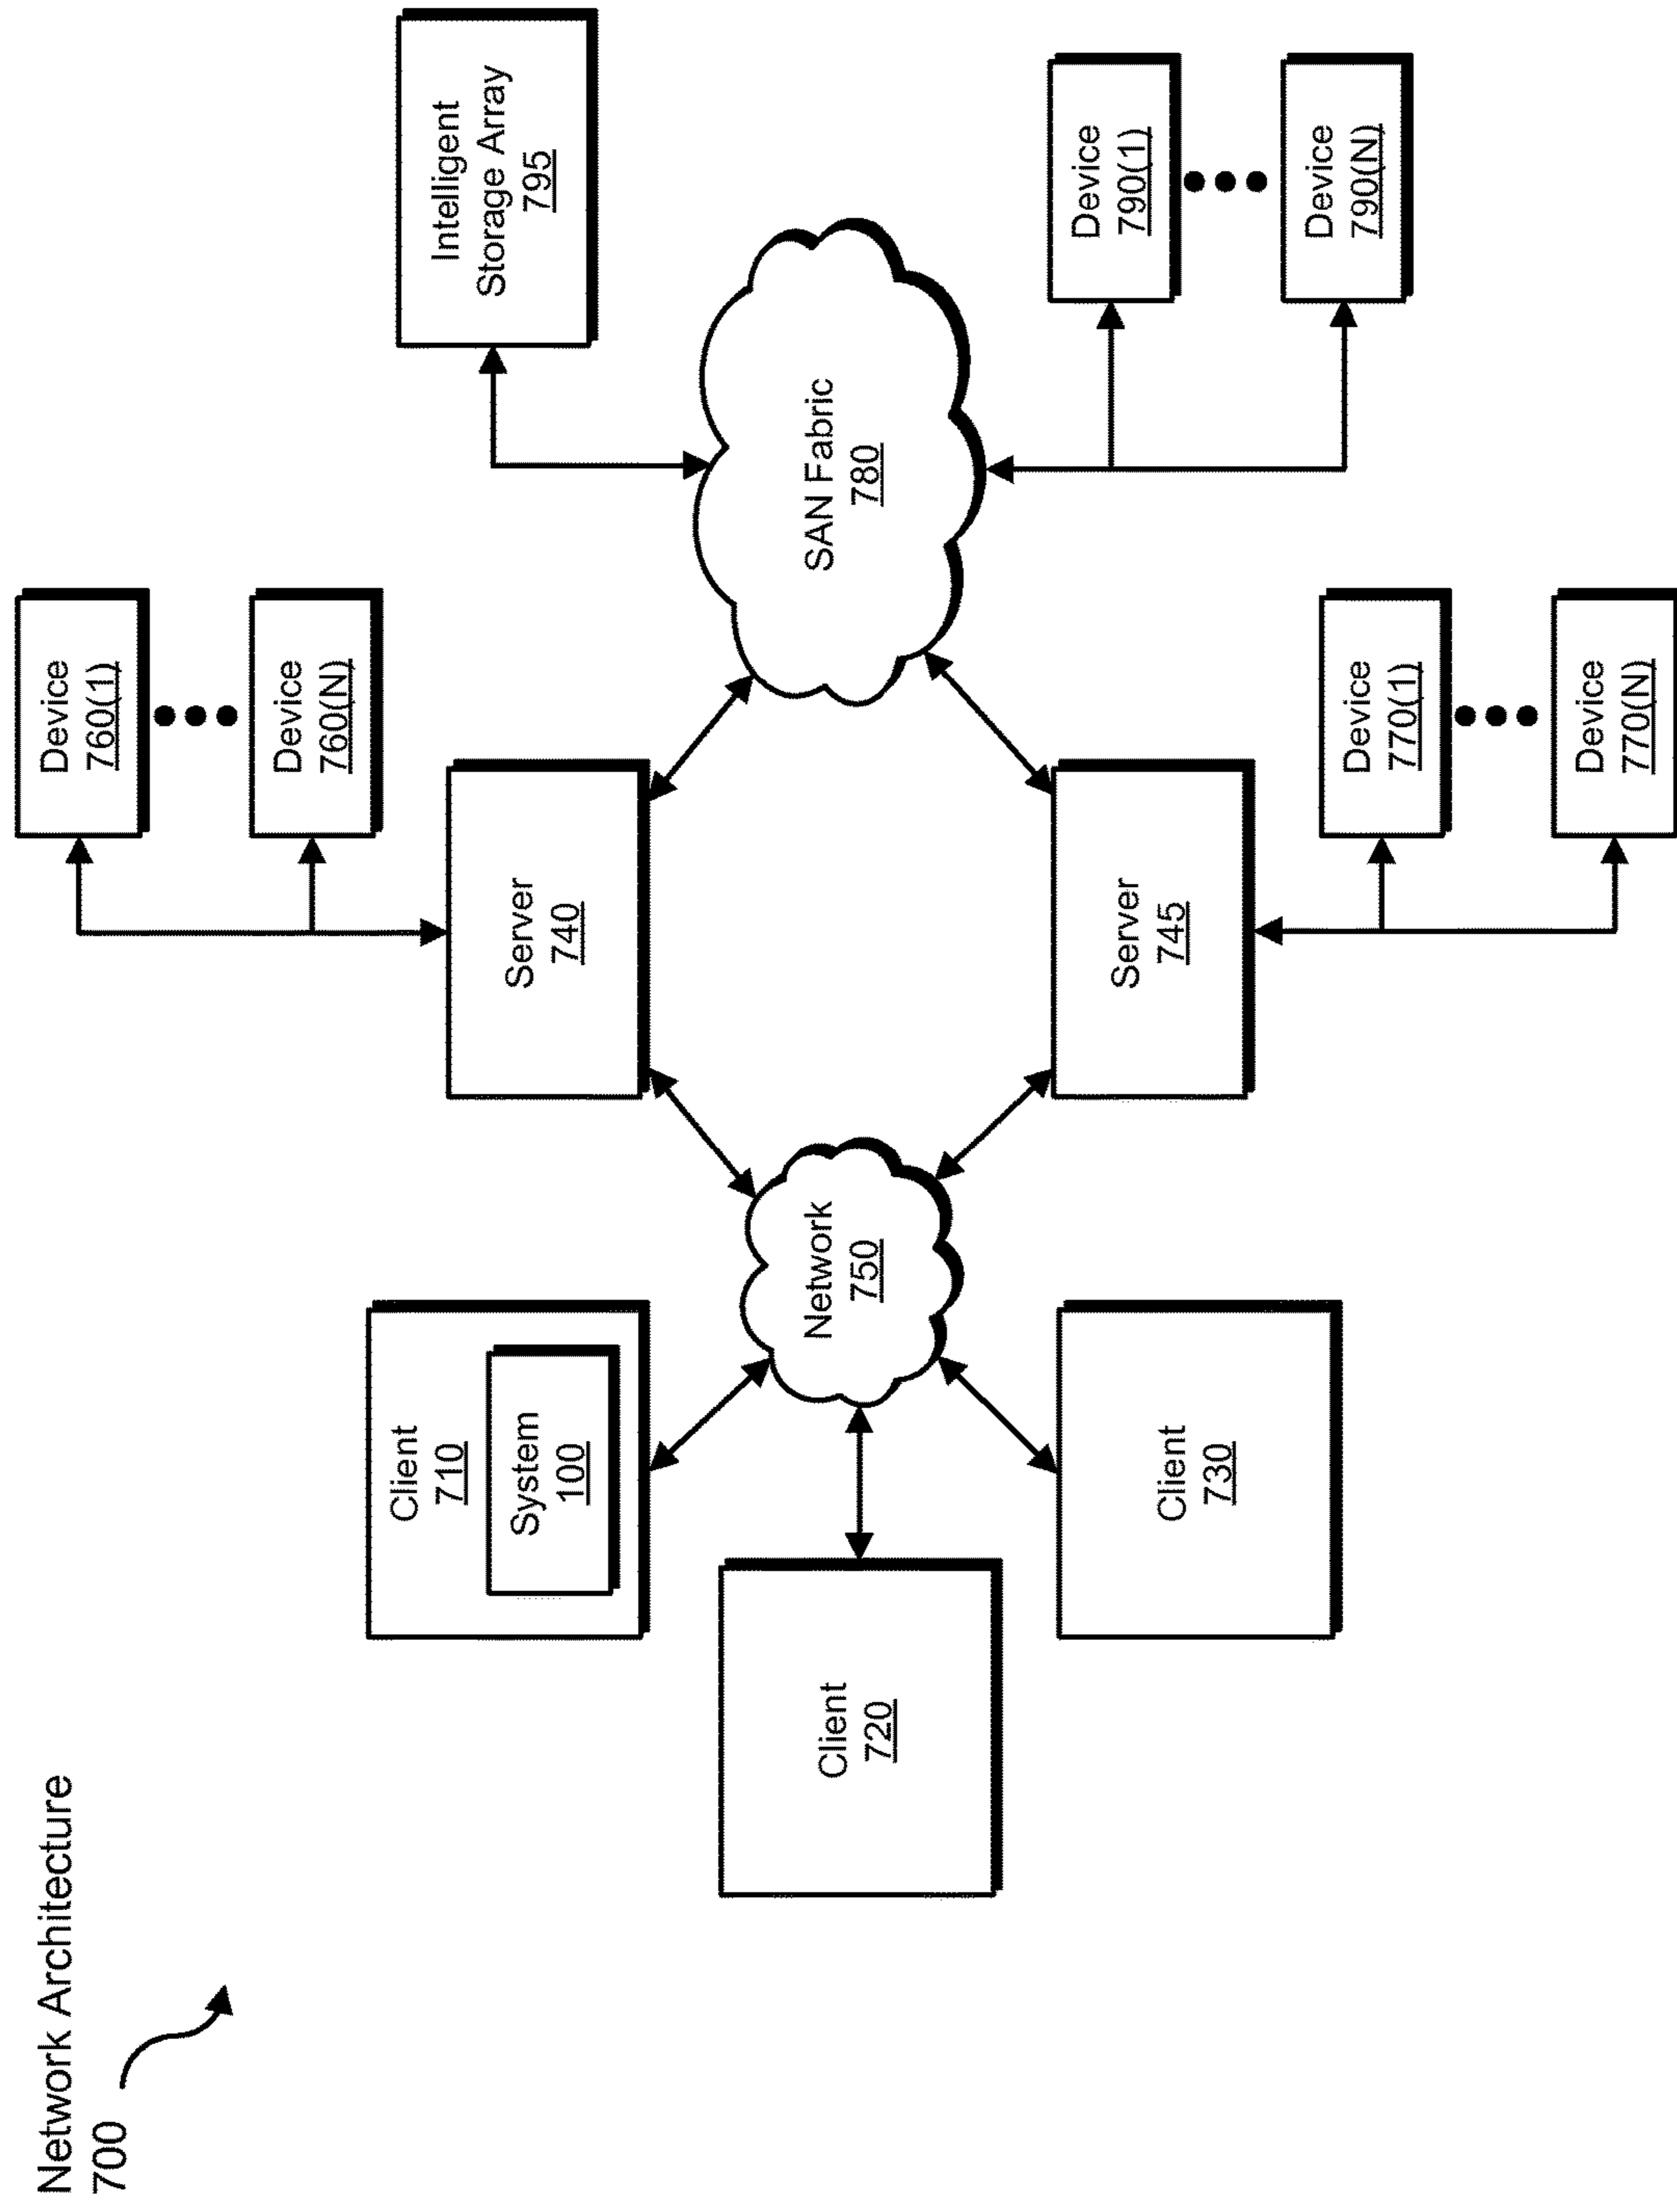 Network Architecture
700
Device
760(1)
Device
760(N)
Intelligent
Storage Array
795
Client
710
System
100
Server
740
Client
720
Network
750
SAN Fabric
780
Client
730
Server
745
Device
790(1)
Device
790(N)
Device
770(1)
Device
770(N)